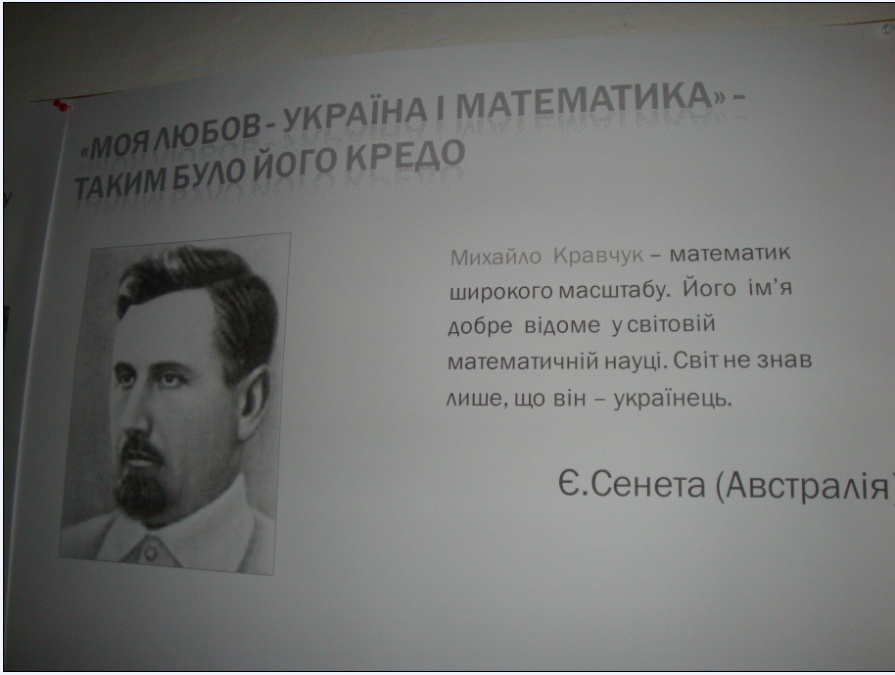 «МОЯ ЛЮБОВ - УКРАЇНА І МАТЕМАТИКА» -
ТАКИМ БУЛО ЙОГО КРЕДО
Михайло Кравчук – математик
широкого масштабу. Його ім’я
добре відоме у світовій
математичній науці. Світ не знав
лише, що він – українець.
Є.Сенета (Австралія)
у